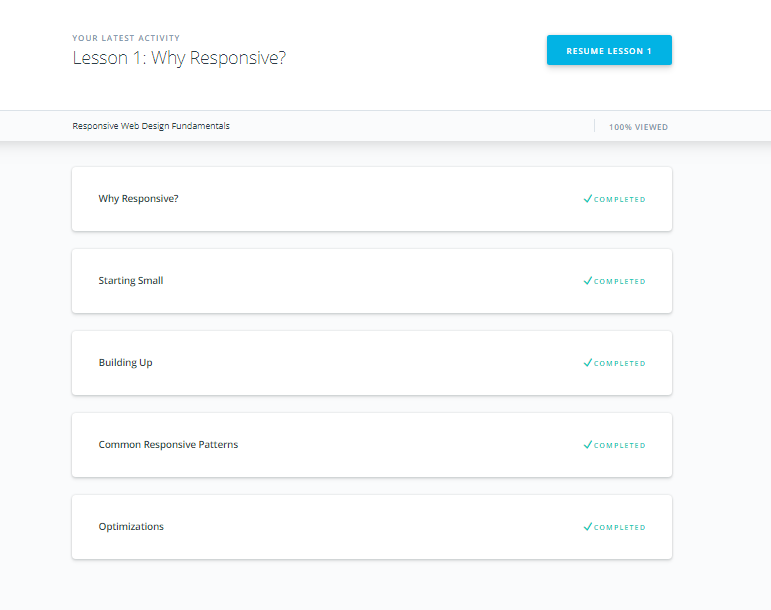 YOUR LATEST ACTIVITY
Lesson 1: Why Responsive?
RESUME LESSON 1
Responsive Web Design Fundamentals
100% VIEWED
Why Responsive?
COMPLETED
Starting Small
COMPLETED
Building Up
COMPLETED
Common Responsive Patterns
COMPLETED
Optimizations
COMPLETED